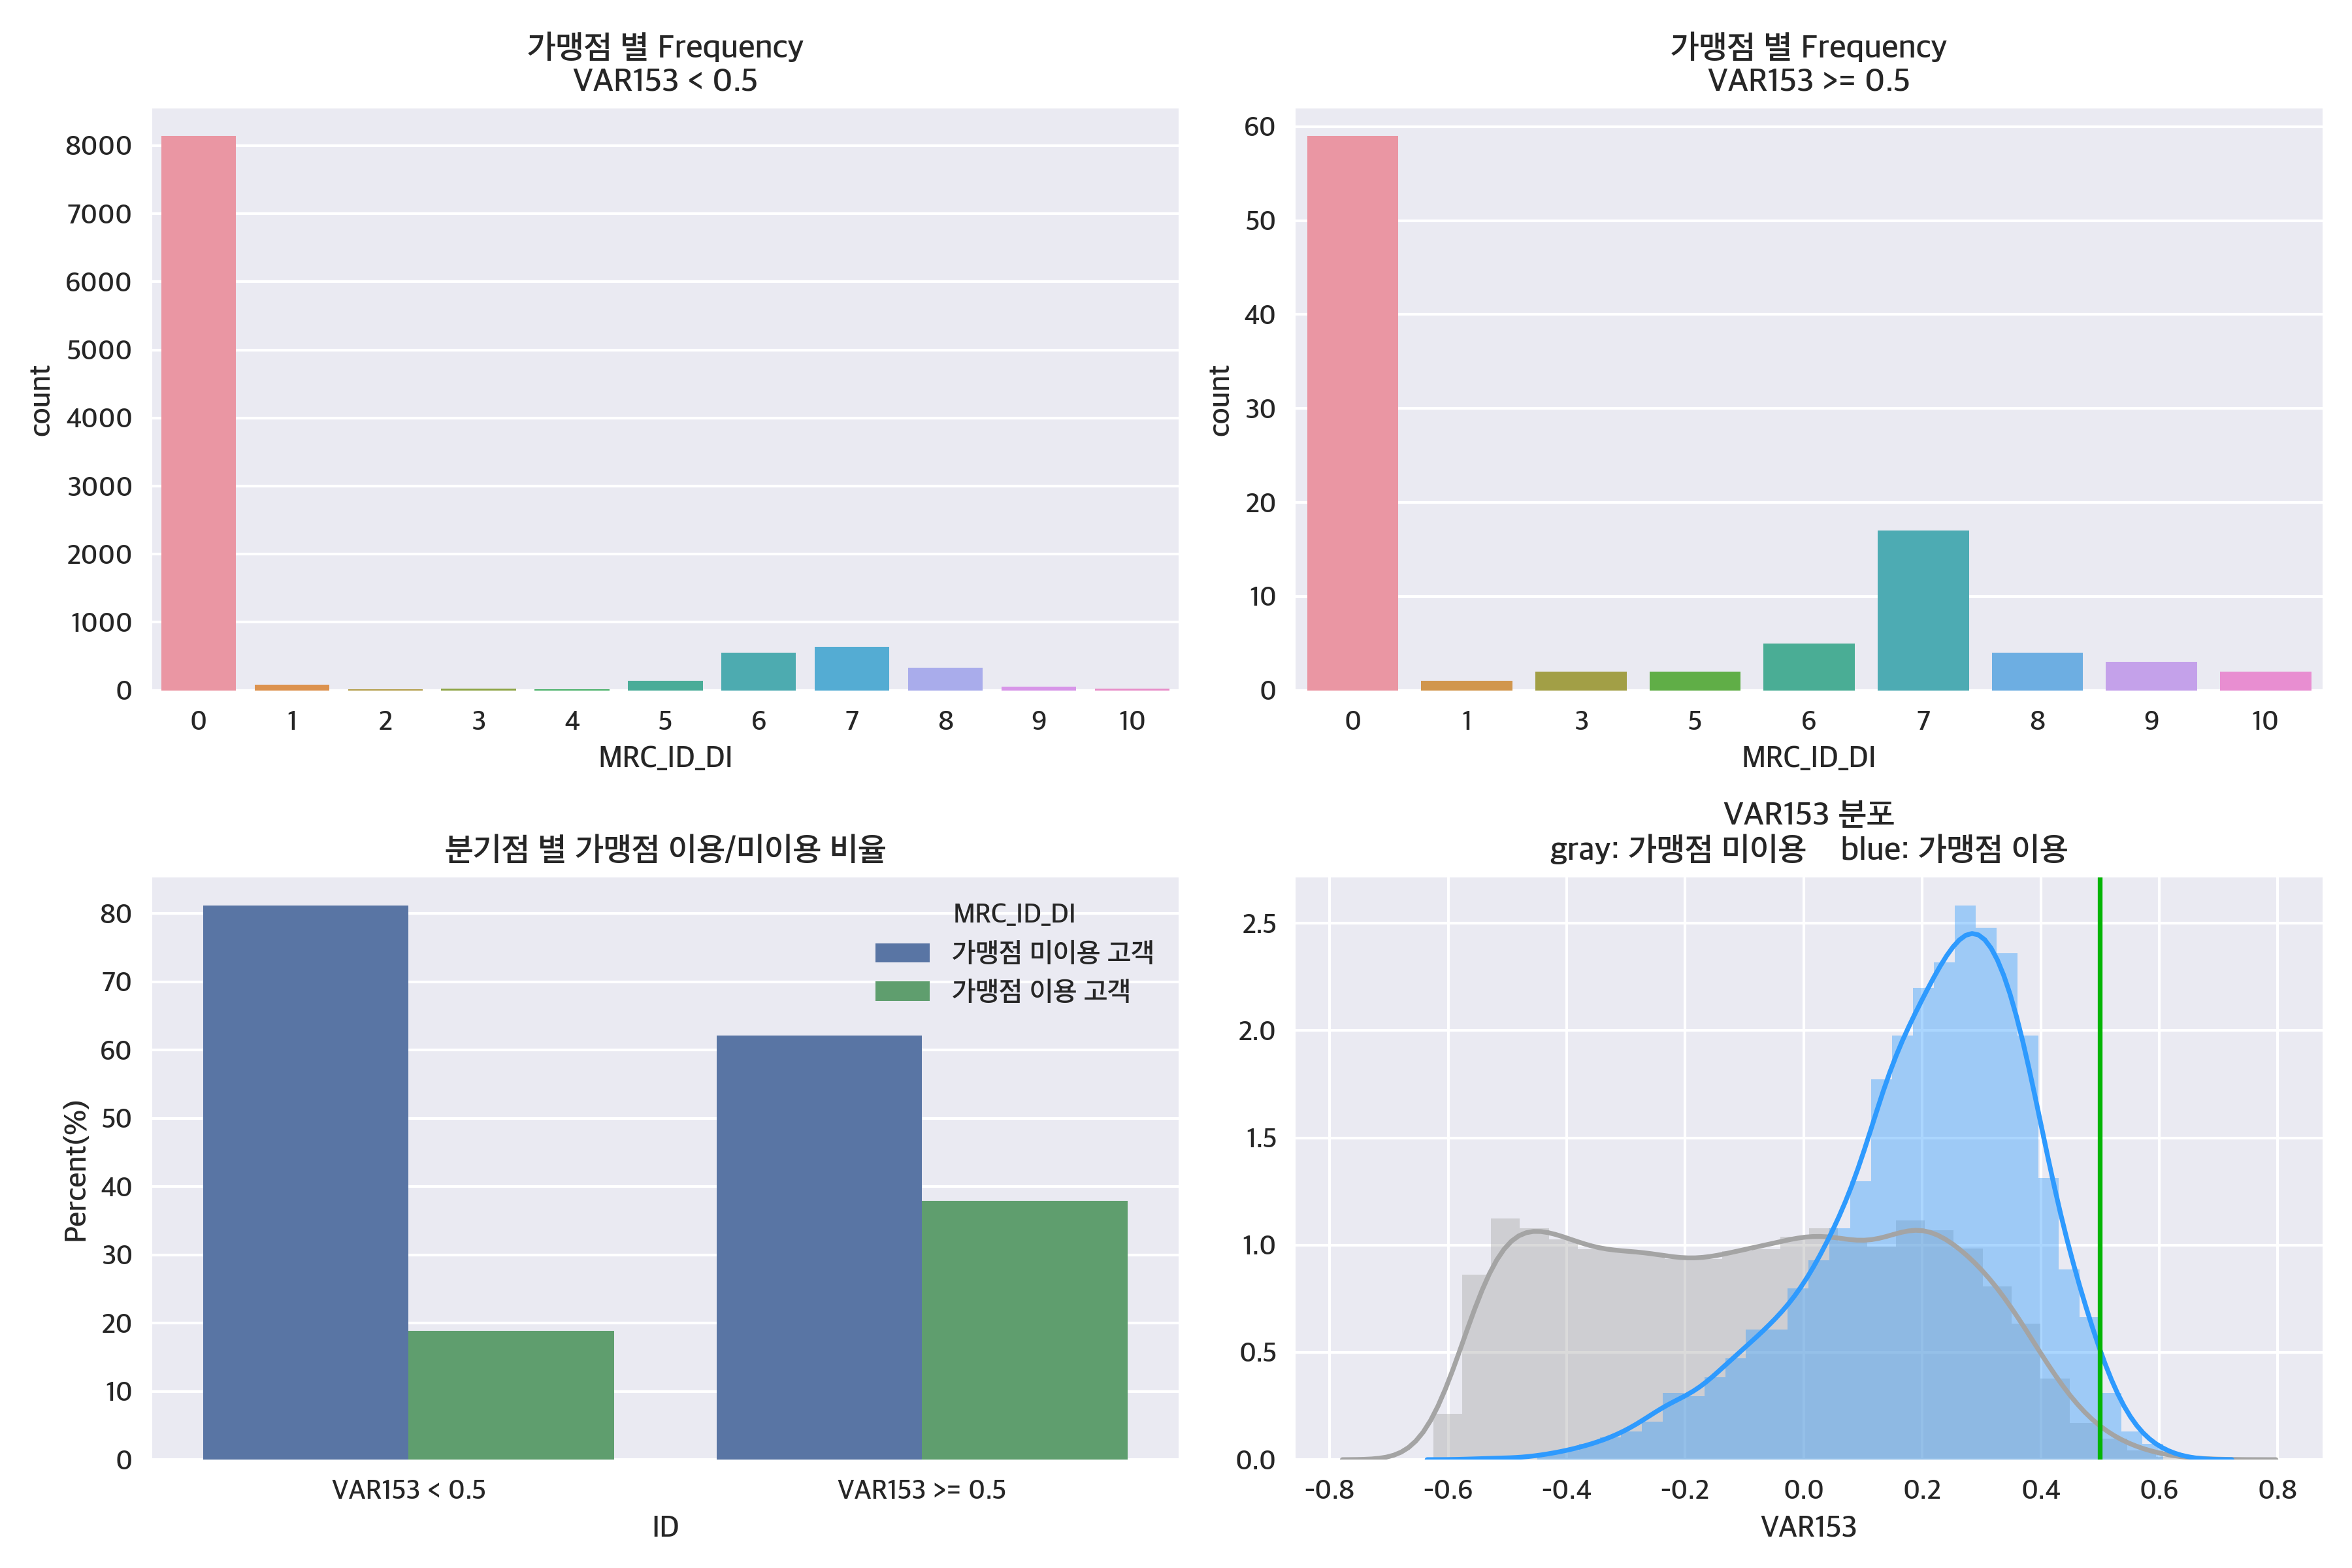 가맹점 별 Frequency
VAR153 < 0.5
8000
7000
6000
5000
4000
3000
2000
1000
0
count
0 1 2 3 4 5 6 7 8 9 10
MRC_ID_DI
가맹점 별 Frequency
VAR153 >= 0.5
60
50
40
30
20
10
0
count
0 1 3 5 6 7 8 9 10
MRC_ID_DI
분기점 별 가맹점 이용/미이용 비율
80
70
60
50
40
30
20
10
0
Percent(%)
MRC_ID_DI
가맹점 미이용 고객
가맹점 이용 고객
VAR153 < 0.5 VAR153 >= 0.5
ID
VAR153 분포
gray: 가맹점 미이용 blue: 가맹점 이용
2.5
2.0
1.5
1.0
0.5
0.0
-0.8 -0.6 -0.4 -0.2 0.0 0.2 0.4 0.6 0.8
VAR153